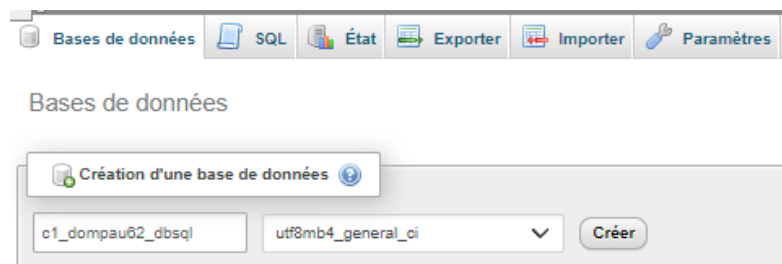 Bases de données SQL État Exporter Importer Paramètres
Bases de données
Création d'une base de données
c1_dompau62_dbsql utf8mb4_general_ci Créer